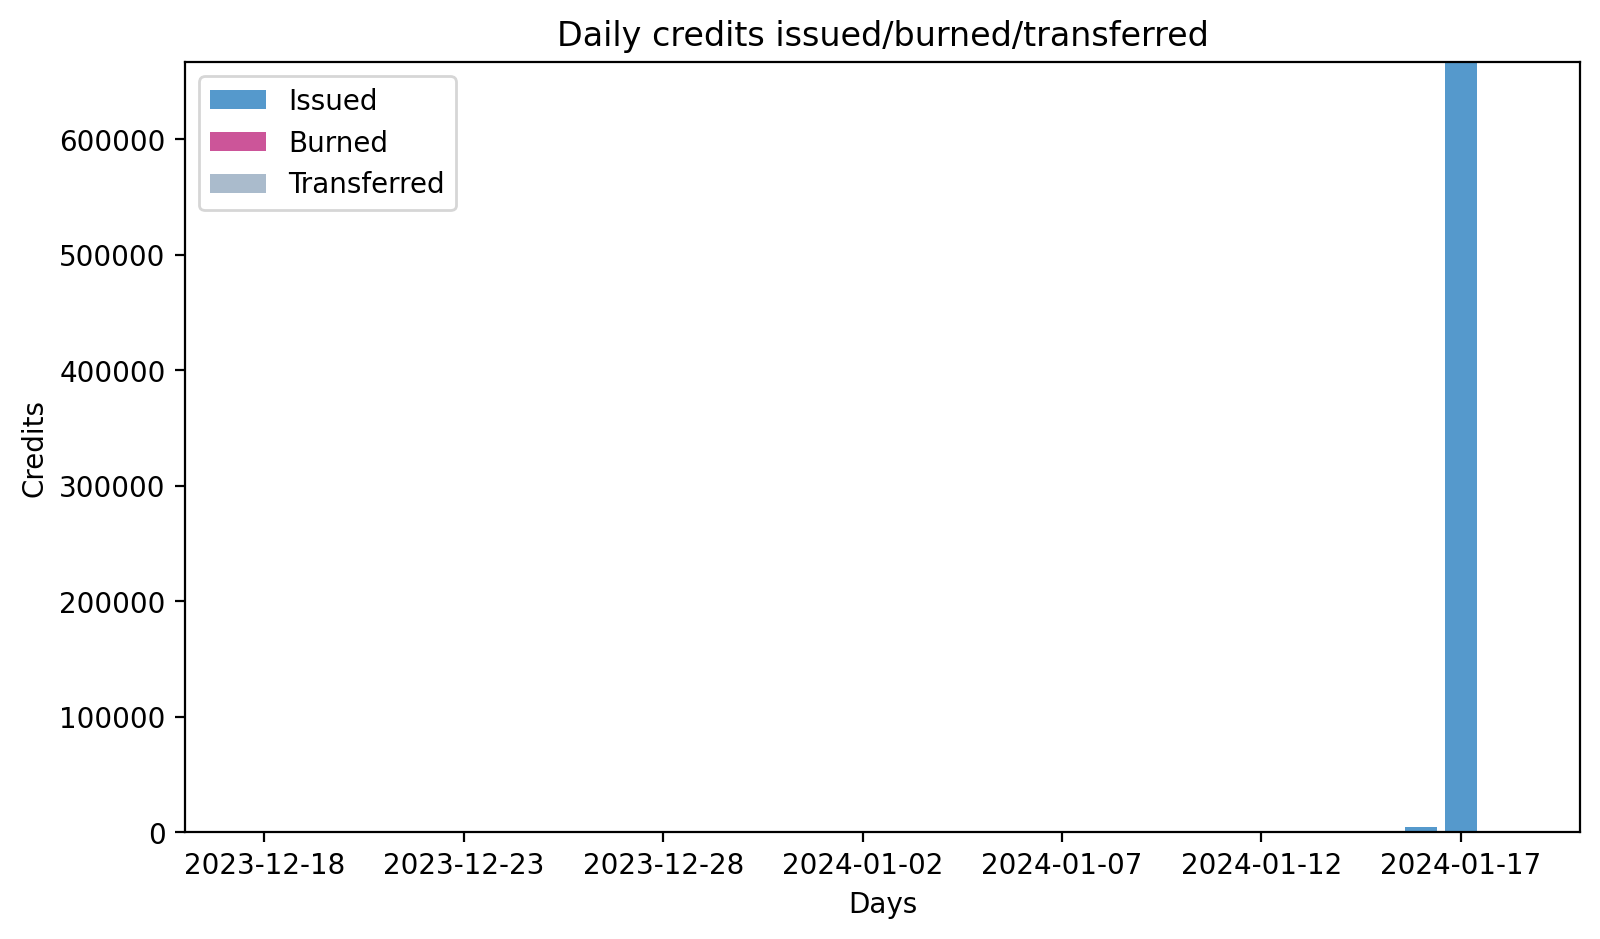 Daily credits issued/burned/transferred
Issued
Burned
Transferred
600000
500000
400000
300000
200000
100000
0
Credits
2023-12-18 2023-12-23 2023-12-28 2024-01-02 2024-01-07 2024-01-12 2024-01-17
Days